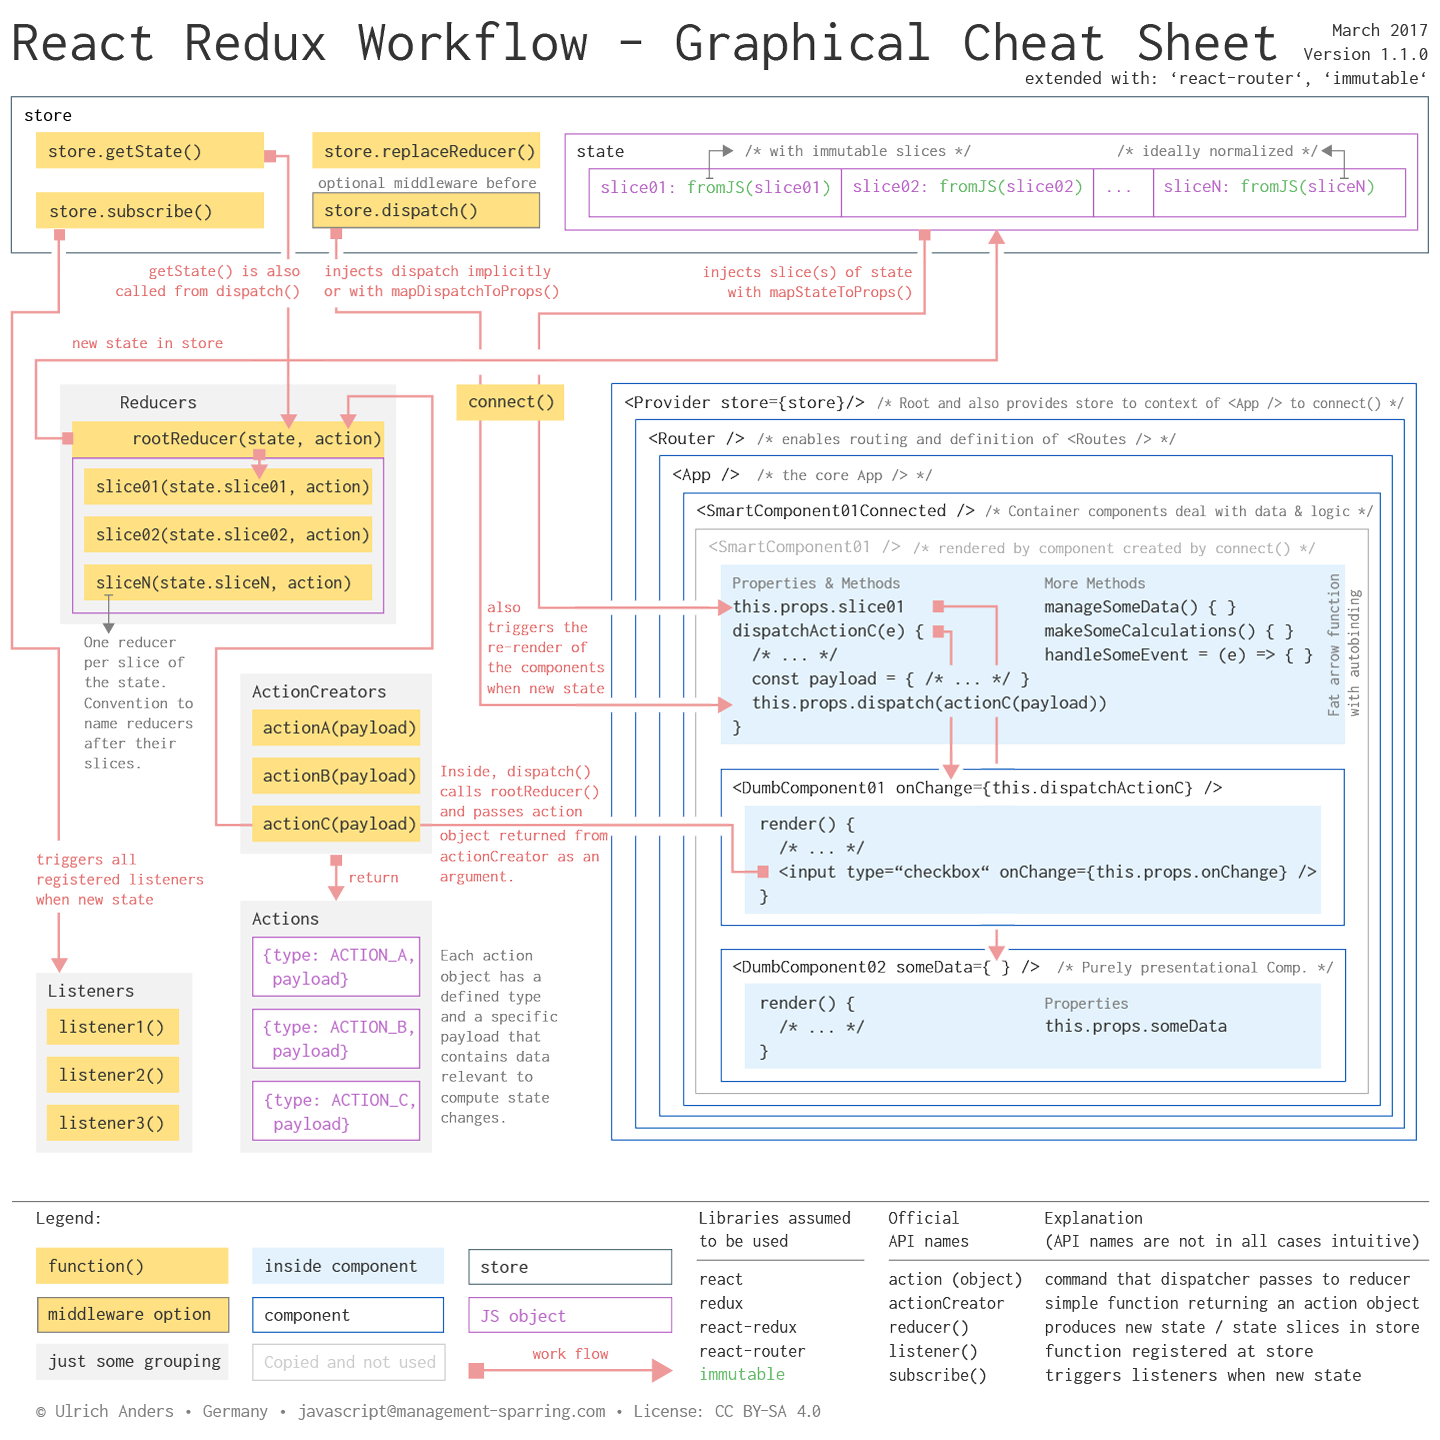 React Redux Workflow – Graphical Cheat Sheet
March 2017
Version 1.1.0
extended with: ‘react-router‘, ‘immutable‘
store
store.getState()
store.replaceReducer()
optional middleware before
store.subscribe()
store.dispatch()
state
/* with immutable slices */
/* ideally normalized */
slice01: fromJS(slice01)
slice02: fromJS(slice02)
...
sliceN: fromJS(sliceN)
getState() is also
called from dispatch()
injects dispatch implicitly
or with mapDispatchToProps()
injects slice(s) of state
with mapStateToProps()
new state in store
Reducers
rootReducer(state, action)
slice01(state.slice01, action)
slice02(state.slice02, action)
sliceN(state.sliceN, action)
One reducer
per slice of
the state.
Convention to
name reducers
after their
slices.
connect()
also
triggers the
re-render of
the components
when new state
<Provider store={store}/> /* Root and also provides store to context of <App /> to connect() */
<Router /> /* enables routing and definition of <Routes /> */
<App /> /* the core App /> */
<SmartComponent01Connected /> /* Container components deal with data & logic */
<SmartComponent01 /> /* rendered by component created by connect() */
Properties & Methods
this.props.slice01
dispatchActionC(e) {
/* ... */
const payload = { /* ... */ }
this.props.dispatch(actionC(payload))
}
More Methods
manageSomeData() { }
makeSomeCalculations() { }
handleSomeEvent = (e) => { }
Fat arrow function
with autobinding
ActionCreators
actionA(payload)
actionB(payload)
actionC(payload)
Inside, dispatch()
calls rootReducer()
and passes action
object returned from
actionCreator as an
argument.
return
<DumbComponent01 onChange={this.dispatchActionC} />
render() {
/* ... */
<input type=“checkbox“ onChange={this.props.onChange} />
}
<DumbComponent02 someData={ } /> /* Purely presentational Comp. */
render() {
/* ... */
}
Properties
this.props.someData
triggers all
registered listeners
when new state
Listeners
listener1()
listener2()
listener3()
Actions
{type: ACTION_A,
payload}
{type: ACTION_B,
payload}
{type: ACTION_C,
payload}
Each action
object has a
defined type
and a specific
payload that
contains data
relevant to
compute state
changes.
Legend:
function()
inside component
store
middleware option
component
JS object
just some grouping
Copied and not used
work flow
Libraries assumed
to be used
react
redux
react-redux
react-router
immutable
Official
API names
Explanation
(API names are not in all cases intuitive)
action (object) command that dispatcher passes to reducer
actionCreator simple function returning an action object
reducer() produces new state / state slices in store
listener() function registered at store
subscribe() triggers listeners when new state
© Ulrich Anders • Germany • javascript@management-sparring.com • License: CC BY-SA 4.0